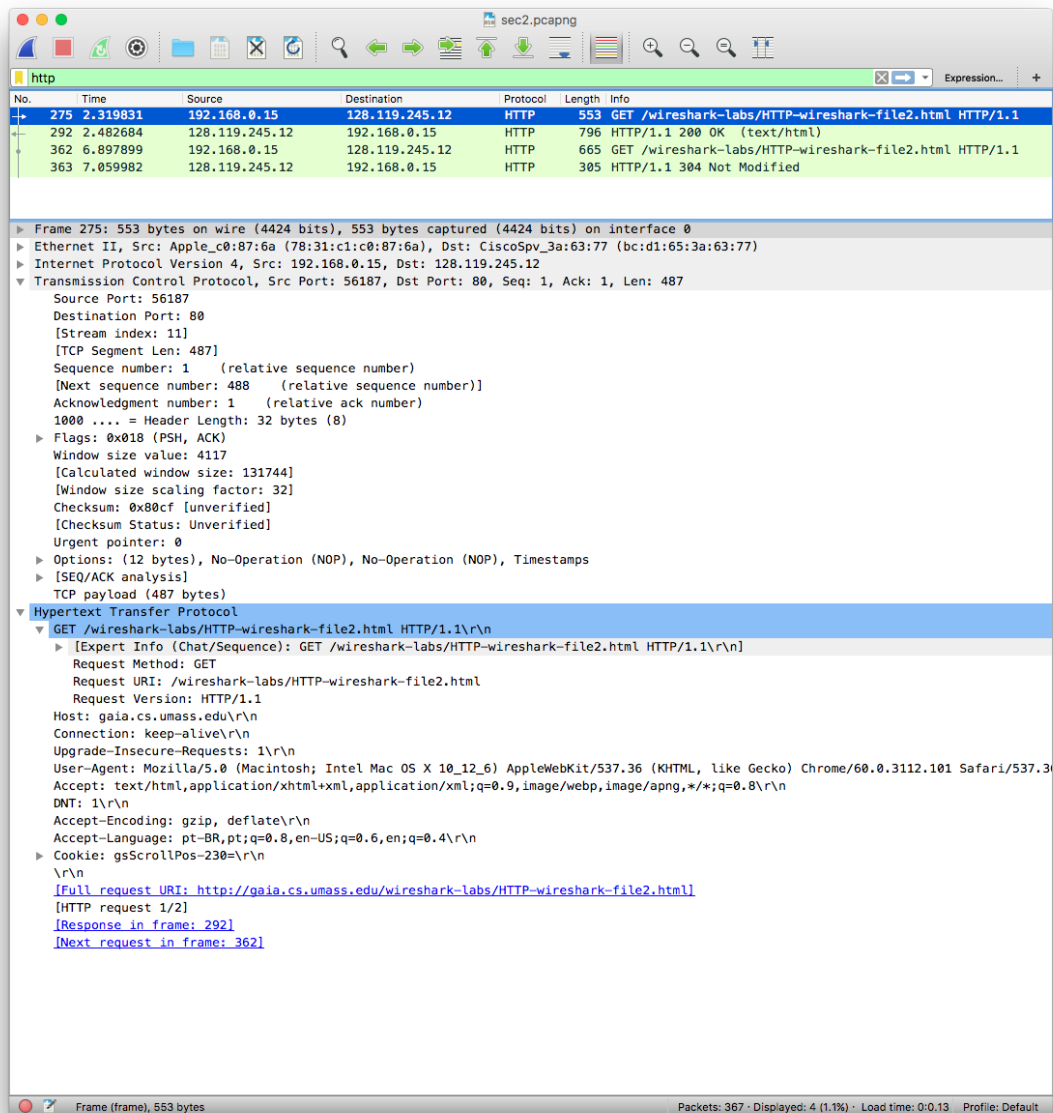 sec2.pcapng
http
Expression... +
No. Time Source Destination Protocol Length Info
275 2.319831 192.168.0.15 128.119.245.12 HTTP 553 GET /wireshark-labs/HTTP-wireshark-file2.html HTTP/1.1
292 2.482684 128.119.245.12 192.168.0.15 HTTP 796 HTTP/1.1 200 OK (text/html)
362 6.897899 192.168.0.15 128.119.245.12 HTTP 665 GET /wireshark-labs/HTTP-wireshark-file2.html HTTP/1.1
363 7.059982 128.119.245.12 192.168.0.15 HTTP 305 HTTP/1.1 304 Not Modified
Frame 275: 553 bytes on wire (4424 bits), 553 bytes captured (4424 bits) on interface 0
Ethernet II, Src: Apple_c0:87:6a (78:31:c1:c0:87:6a), Dst: CiscoSpv_3a:63:77 (bc:d1:65:3a:63:77)
Internet Protocol Version 4, Src: 192.168.0.15, Dst: 128.119.245.12
Transmission Control Protocol, Src Port: 56187, Dst Port: 80, Seq: 1, Ack: 1, Len: 487
Source Port: 56187
Destination Port: 80
[Stream index: 11]
[TCP Segment Len: 487]
Sequence number: 1 (relative sequence number)
[Next sequence number: 488 (relative sequence number)]
Acknowledgment number: 1 (relative ack number)
1000 .... = Header Length: 32 bytes (8)
Flags: 0x018 (PSH, ACK)
Window size value: 4117
[Calculated window size: 131744]
[Window size scaling factor: 32]
Checksum: 0x80cf [unverified]
[Checksum Status: Unverified]
Urgent pointer: 0
Options: (12 bytes), No-Operation (NOP), No-Operation (NOP), Timestamps
[SEQ/ACK analysis]
TCP payload (487 bytes)
Hypertext Transfer Protocol
GET /wireshark-labs/HTTP-wireshark-file2.html HTTP/1.1\r\n
[Expert Info (Chat/Sequence): GET /wireshark-labs/HTTP-wireshark-file2.html HTTP/1.1\r\n]
Request Method: GET
Request URI: /wireshark-labs/HTTP-wireshark-file2.html
Request Version: HTTP/1.1
Host: gaia.cs.umass.edu\r\n
Connection: keep-alive\r\n
Upgrade-Insecure-Requests: 1\r\n
User-Agent: Mozilla/5.0 (Macintosh; Intel Mac OS X 10_12_6) AppleWebKit/537.36 (KHTML, like Gecko) Chrome/60.0.3112.101 Safari/537.3
Accept: text/html,application/xhtml+xml,application/xml;q=0.9,image/webp,image/apng,*/*;q=0.8\r\n
DNT: 1\r\n
Accept-Encoding: gzip, deflate\r\n
Accept-Language: pt-BR,pt;q=0.8,en-US;q=0.6,en;q=0.4\r\n
Cookie: gsScrollPos-230=\r\n
\r\n
[Full request URI: http://gaia.cs.umass.edu/wireshark-labs/HTTP-wireshark-file2.html]
[HTTP request 1/2]
[Response in frame: 292]
[Next request in frame: 362]
Frame (frame), 553 bytes Packets: 367 · Displayed: 4 (1.1%) · Load time: 0:0.13 Profile: Default